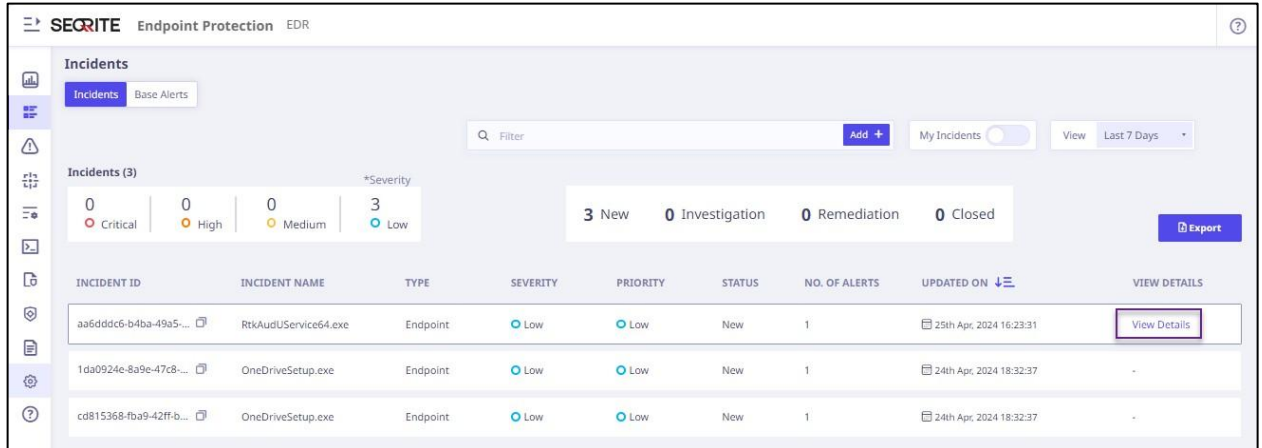 SEQRITE Endpoint Protection EDR
Incidents
Incidents Base Alerts
Filter Add + My Incidents View Last 7 Days
Incidents (3) *Severity
0 0 0 3
Critical High Medium Low
3 New 0 Investigation 0 Remediation 0 Closed
Export
INCIDENT ID INCIDENT NAME TYPE SEVERITY PRIORITY STATUS NO. OF ALERTS UPDATED ON VIEW DETAILS
aa6dddc6-b4ba-49a5-... RtkAudUService64.exe Endpoint Low Low New 1 25th Apr, 2024 16:23:31 View Details
1da0924e-8a9e-47c8-... OneDriveSetup.exe Endpoint Low Low New 1 24th Apr, 2024 18:32:37 -
cd815368-fba9-42ff-b... OneDriveSetup.exe Endpoint Low Low New 1 24th Apr, 2024 18:32:37 -